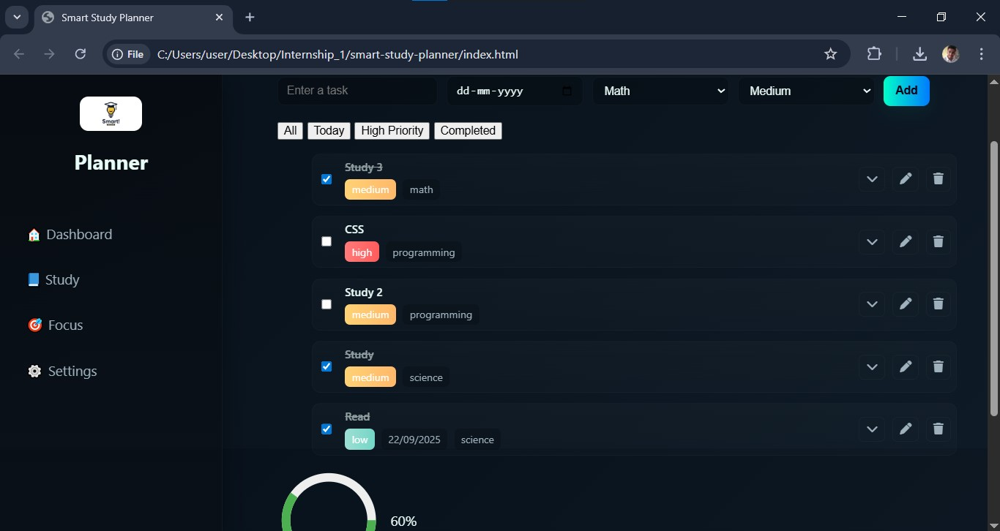 Smart Study Planner
File C:/Users/user/Desktop/Internship_1/smart-study-planner/index.html
Smart!
Planner
Dashboard
Study
Focus
Settings
Enter a task dd-mm-yyyy Math Medium Add
All Today High Priority Completed
Study 3
medium math
CSS
high programming
Study 2
medium programming
Study
medium science
Read
low 22/09/2025 science
60%